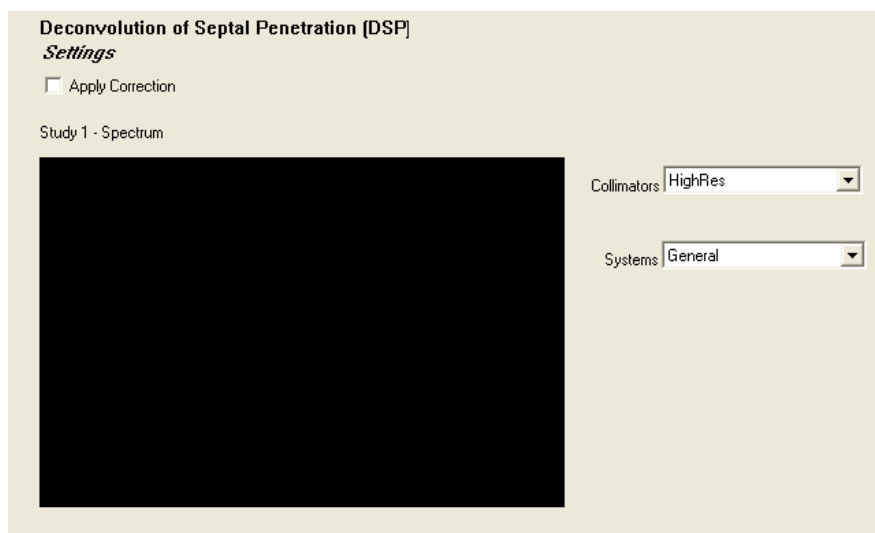 Deconvolution of Septal Penetration (DSP)
Settings
Apply Correction
Study 1 - Spectrum
Collimators HighRes
Systems General